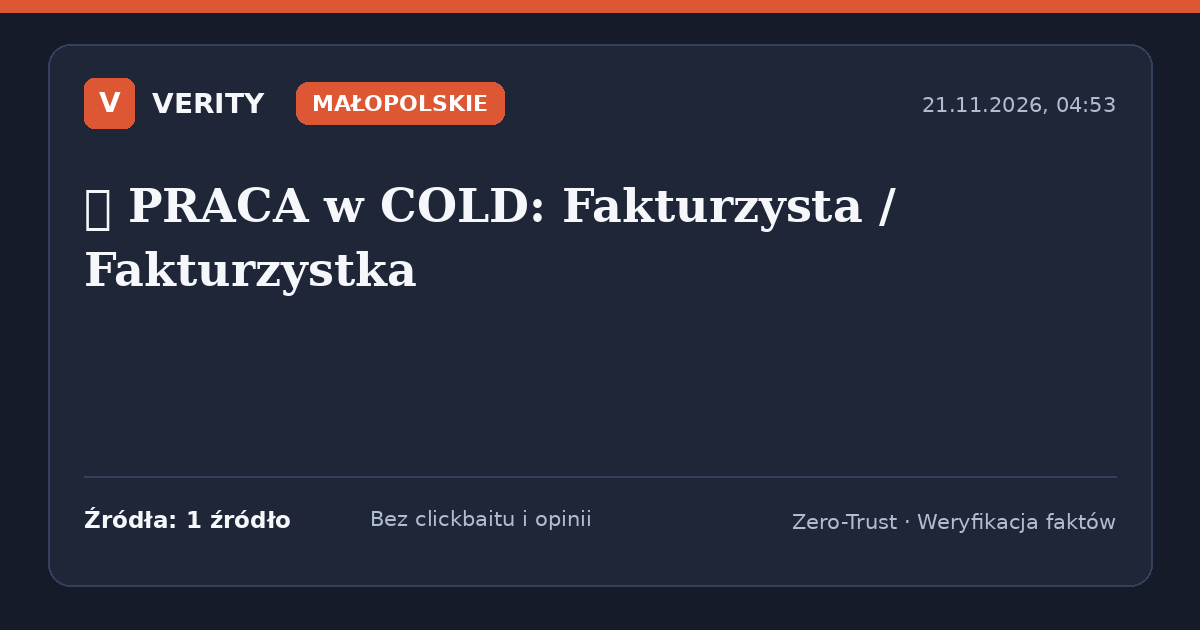 V VERITY MAŁOPOLSKIE 21.11.2026, 04:53
PRACA w COLD: Fakturzysta /
Fakturzystka
Źródła: 1 źródło Bez clickbaitu i opinii Zero-Trust · Weryfikacja faktów